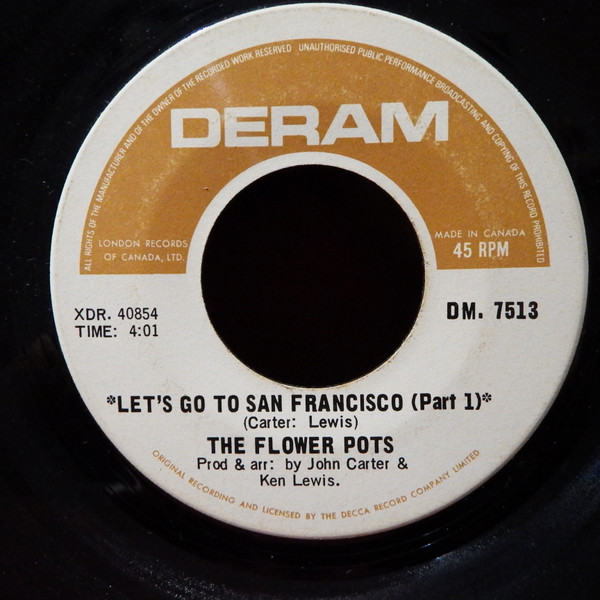 ALL RIGHTS OF THE MANUFACTURER AND OF THE OWNER OF THE RECORDED WORK RESERVED UNAUTHORISED PUBLIC PERFORMANCE BROADCASTING AND COPYING OF THIS RECORD PROHIBITED
DERAM
LONDON RECORDS
OF CANADA, LTD.
MADE IN CANADA
45 RPM
XDR. 40854
TIME: 4:01
DM. 7513
*LET'S GO TO SAN FRANCISCO (Part 1)*
(Carter: Lewis)
THE FLOWER POTS
Prod & arr: by John Carter &
Ken Lewis.
ORIGINAL RECORDING AND LICENSED BY THE DECCA RECORD COMPANY LIMITED